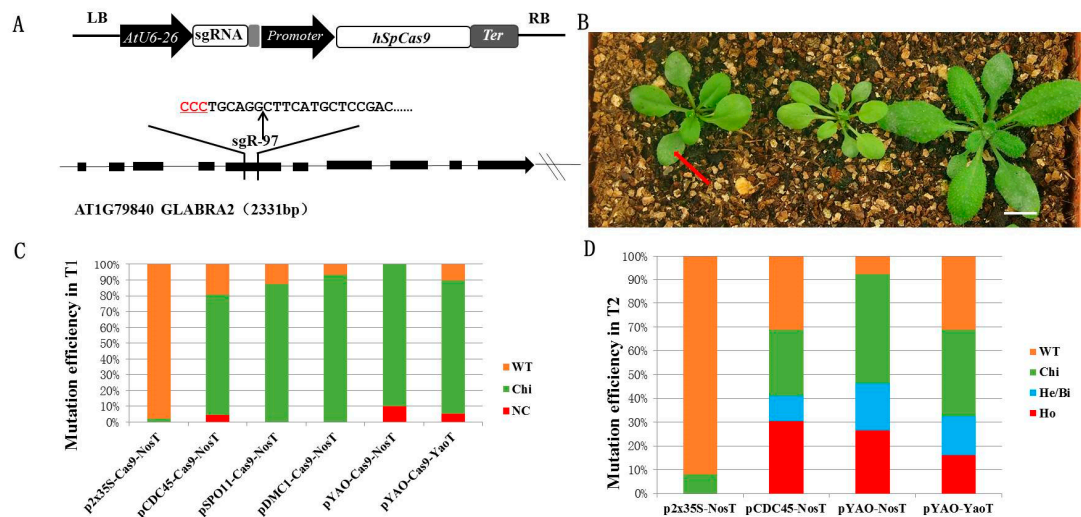 A
LB AtU6-26 sgRNA Promoter hSpCas9 Ter RB
CCCTGCAGGCTTCATGCTCCGAC......
sgR-97
AT1G79840 GLABRA2（2331bp）
B
C
Mutation efficiency in T1
100%
90%
80%
70%
60%
50%
40%
30%
20%
10%
0%
p2x35S-Cas9-NosT
pCDC45-Cas9-NosT
pSPO11-Cas9-NosT
pDMC1-Cas9-NosT
pYAO-Cas9-NosT
pYAO-Cas9-YaoT
WT
Chi
NC
D
Mutation efficiency in T2
100%
90%
80%
70%
60%
50%
40%
30%
20%
10%
0%
p2x35S-NosT pCDC45-NosT pYAO-NosT pYAO-YaoT
WT
Chi
He/Bi
Ho